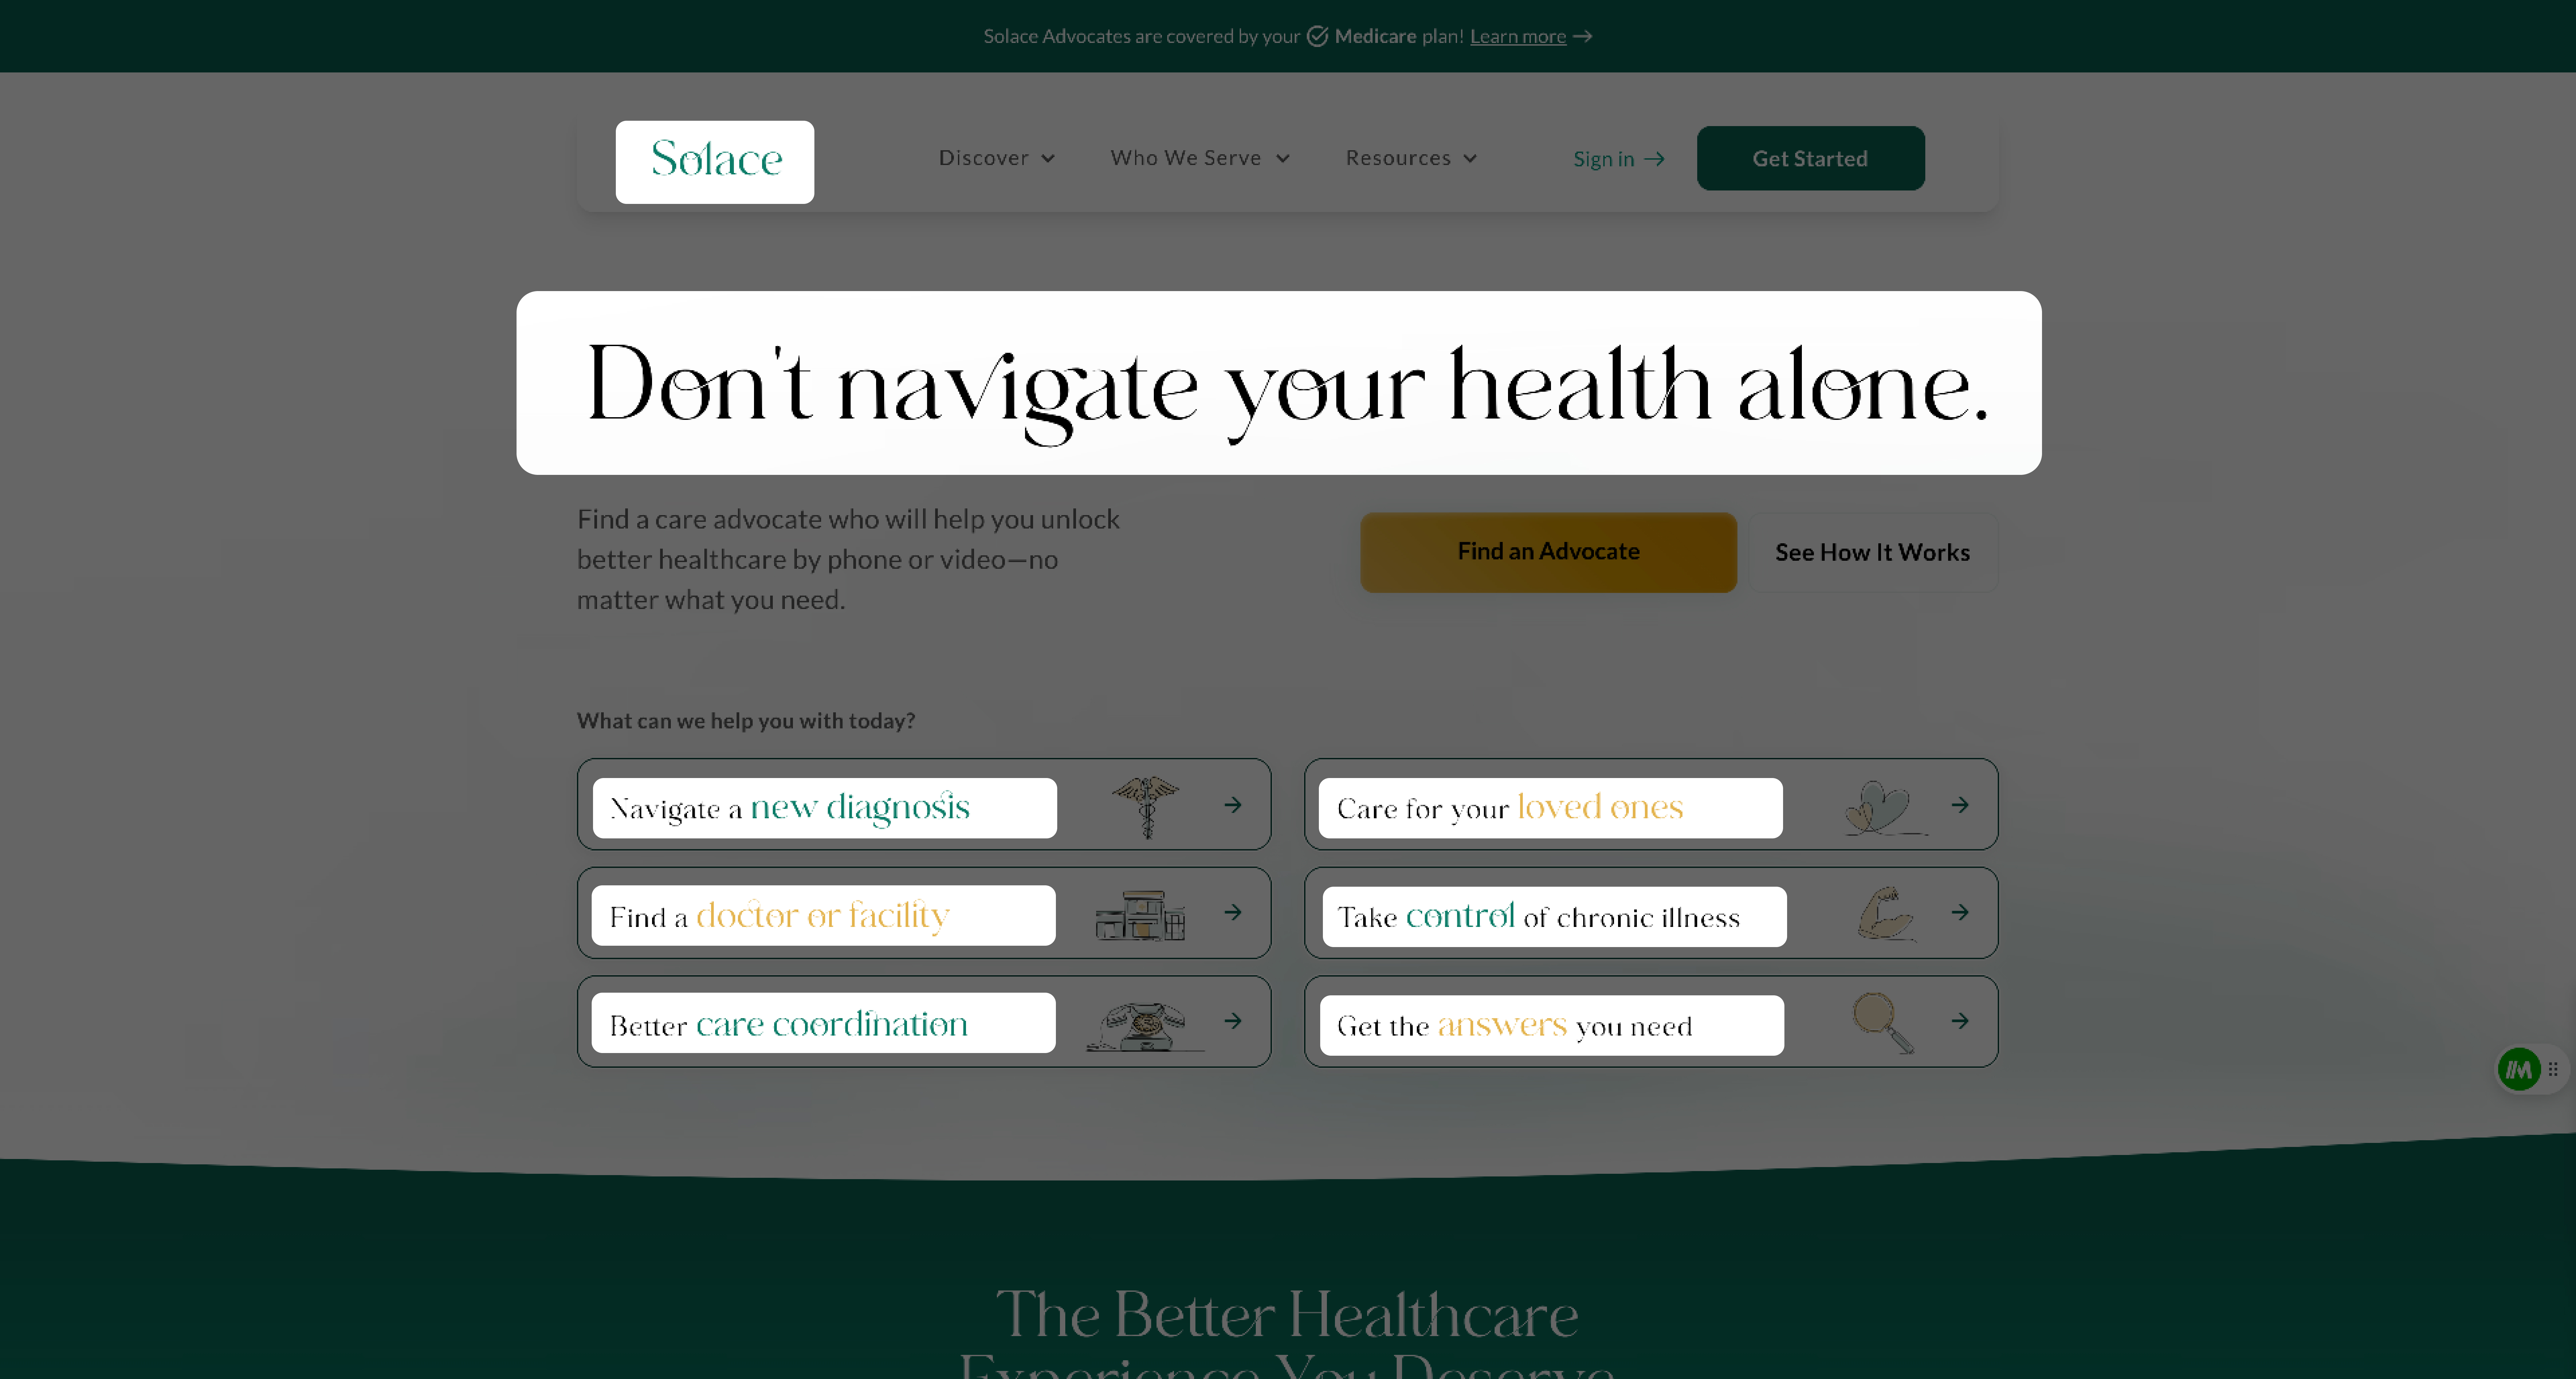 Solace Advocates are covered by your Medicare plan! Learn more →
Solace
Discover
Who We Serve
Resources
Sign in →
Get Started
Don't navigate your health alone.
Find a care advocate who will help you unlock
better healthcare by phone or video—no
matter what you need.
Find an Advocate
See How It Works
What can we help you with today?
Navigate a new diagnosis
Care for your loved ones
Find a doctor or facility
Take control of chronic illness
Better care coordination
Get the answers you need
The Better Healthcare
Experience You Deserve